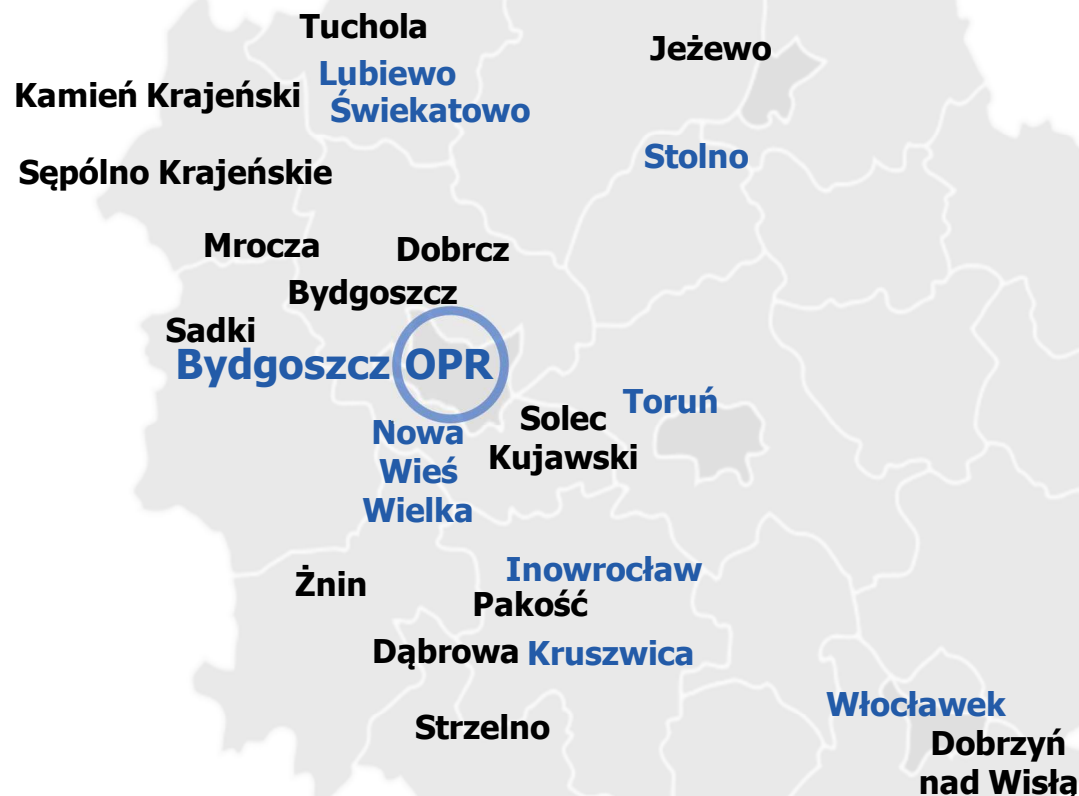 Tuchola
Jeżewo
Lubiewo
Kamień Krajeński
Świekatowo
Stolno
Sępólno Krajeńskie
Mrocza
Dobrcz
Bydgoszcz
Sadki
Bydgoszcz OPR
Toruń
Solec
Kujawski
Nowa
Wieś
Wielka
Inowrocław
Żnin
Pakość
Dąbrowa
Kruszwica
Włocławek
Strzelno
Dobrzyń
nad Wisłą